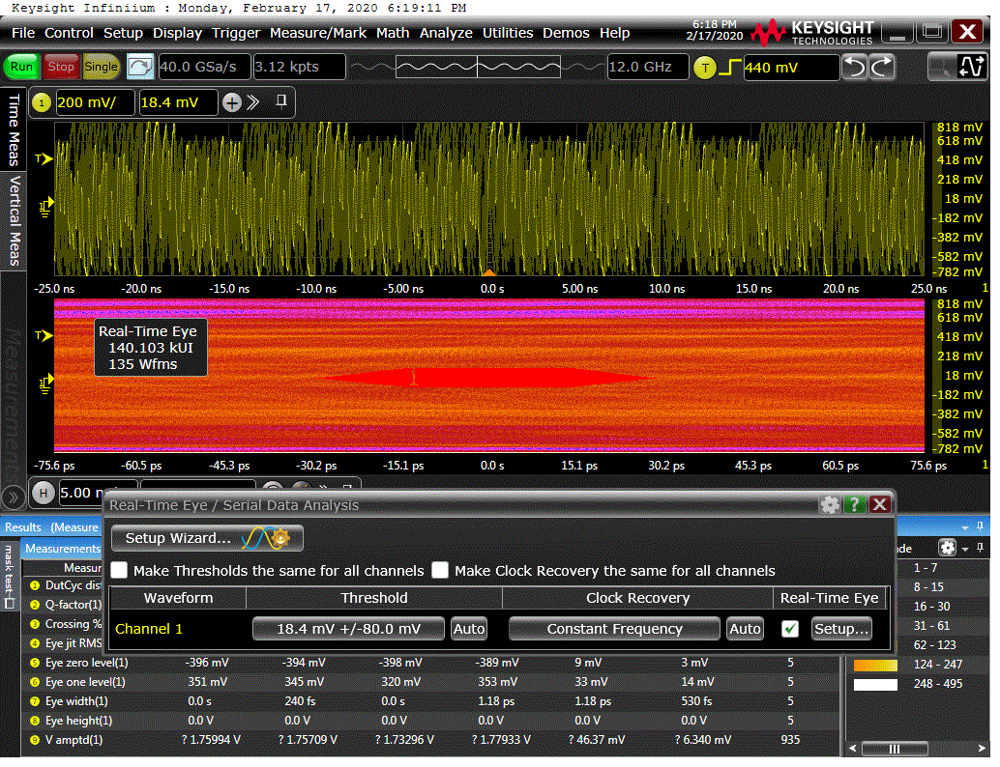 Keysight Infiniium : Monday, February 17, 2020 6:19:11 PM
File Control Setup Display Trigger Measure/Mark Math Analyze Utilities Demos Help
6:18 PM
2/17/2020
KEYSIGHT
TECHNOLOGIES
Run Stop Single 40.0 GSa/s 3.12 kpts 12.0 GHz T 440 mV
Time Meas
Vertical Meas
Measurements
1 200 mV/ 18.4 mV
T
818 mV
618 mV
418 mV
218 mV
18 mV
-182 mV
-382 mV
-582 mV
-782 mV
-25.0 ns -20.0 ns -15.0 ns -10.0 ns -5.00 ns 0.0 s 5.00 ns 10.0 ns 15.0 ns 20.0 ns 25.0 ns 1
Real-Time Eye
140.103 kUI
135 Wfms
T
1
818 mV
618 mV
418 mV
218 mV
18 mV
-182 mV
-382 mV
-582 mV
-782 mV
-75.6 ps -60.5 ps -45.3 ps -30.2 ps -15.1 ps 0.0 s 15.1 ps 30.2 ps 45.3 ps 60.5 ps 75.6 ps 1
H 5.00 n
Real-Time Eye / Serial Data Analysis
Setup Wizard...
Make Thresholds the same for all channels Make Clock Recovery the same for all channels
Waveform Threshold Clock Recovery Real-Time Eye
Channel 1 18.4 mV +/-80.0 mV Auto Constant Frequency Auto Setup...
Results (Measure
mask test-
Measurements
Measur
1 DutCyc dist
2 Q-factor(1)
3 Crossing %
4 Eye jit RMS
5 Eye zero level(1) -396 mV -394 mV -398 mV -389 mV 9 mV 3 mV 5
6 Eye one level(1) 351 mV 345 mV 320 mV 353 mV 33 mV 14 mV 5
7 Eye width(1) 0.0 s 240 fs 0.0 s 1.18 ps 1.18 ps 530 fs 5
8 Eye height(1) 0.0 V 0.0 V 0.0 V 0.0 V 0.0 V 0.0 V 5
9 V amptd(1) ? 1.75994 V ? 1.75709 V ? 1.73296 V ? 1.77933 V ? 46.37 mV ? 6.340 mV 935
de
1 - 7
8 - 15
16 - 30
31 - 61
62 - 123
124 - 247
248 - 495